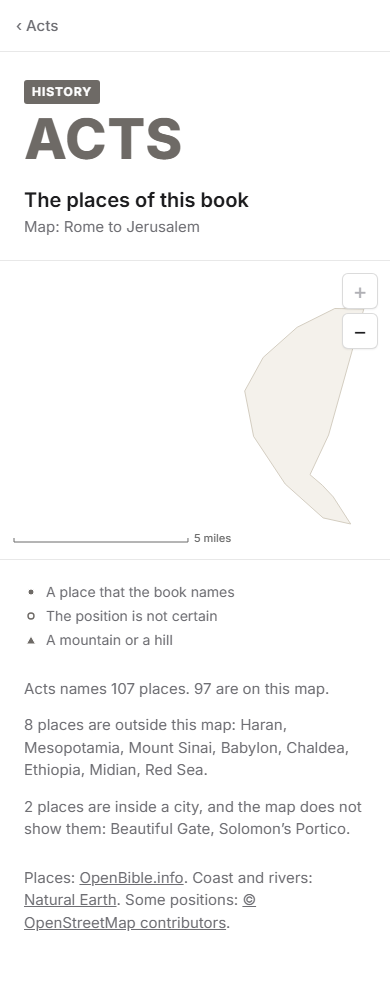 ‹ Acts
HISTORY
ACTS
The places of this book
Map: Rome to Jerusalem
+
−
5 miles
A place that the book names
The position is not certain
A mountain or a hill
Acts names 107 places. 97 are on this map.
8 places are outside this map: Haran,
Mesopotamia, Mount Sinai, Babylon, Chaldea,
Ethiopia, Midian, Red Sea.
2 places are inside a city, and the map does not
show them: Beautiful Gate, Solomon’s Portico.
Places: OpenBible.info. Coast and rivers:
Natural Earth. Some positions: ©
OpenStreetMap contributors.